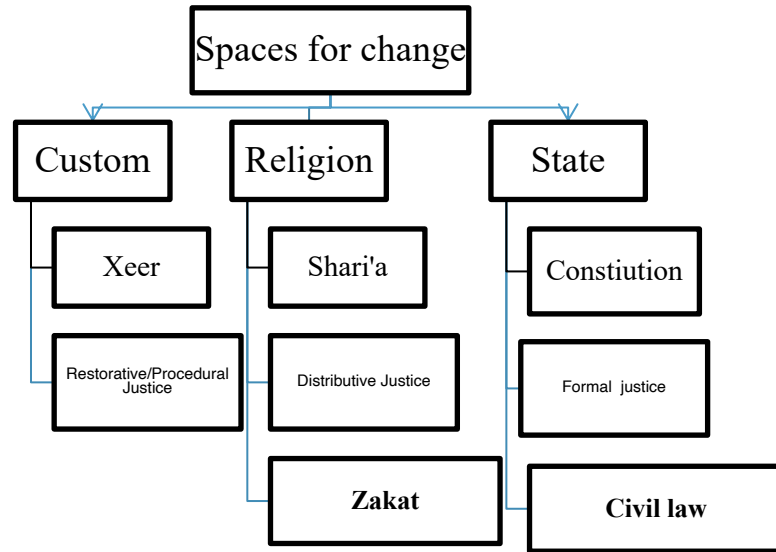 Spaces for change
Custom
Religion
State
Xeer
Shari'a
Constiution
Restorative/Procedural
Justice
Distributive Justice
Formal justice
Zakat
Civil law